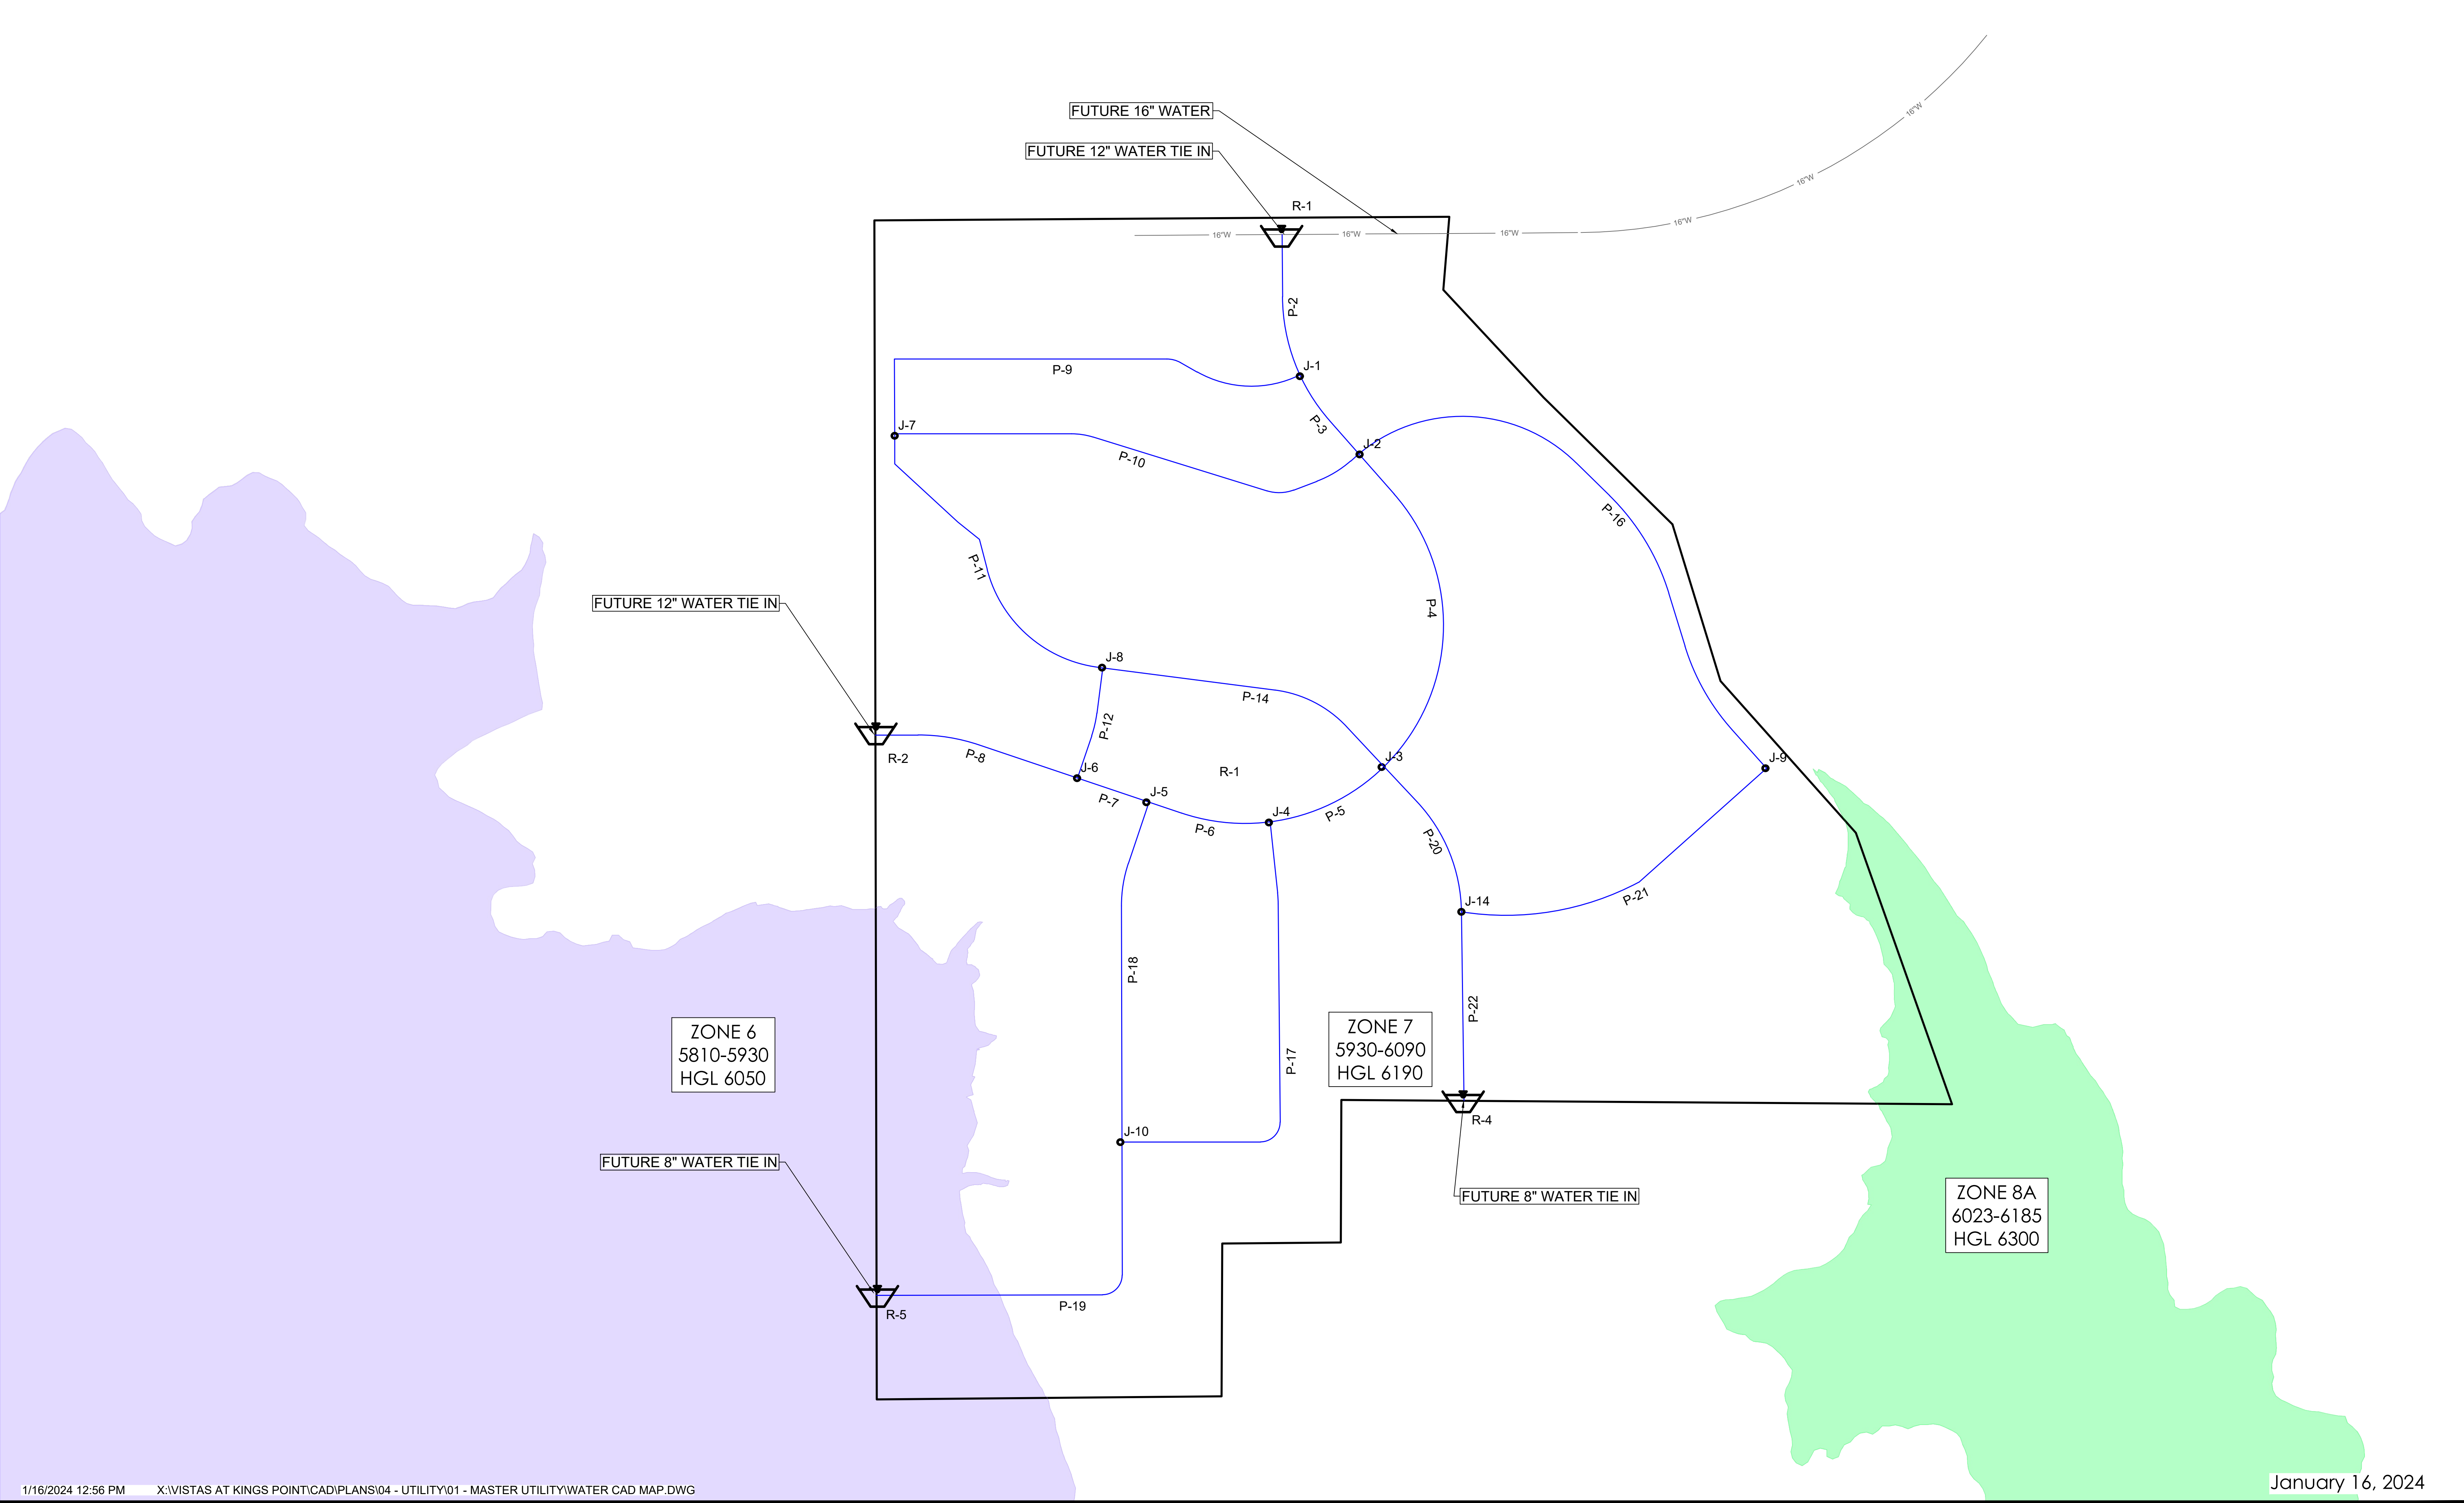 16"W
FUTURE 16" WATER
FUTURE 12" WATER TIE IN
16"W
R-1
16"W
16"W
16"W
16"W
P-2
J-1
P-9
P-3
J-7
J-2
P-10
P-16
P-11
FUTURE 12" WATER TIE IN
P-4
J-8
P-14
P-12
R-2
P-8
J-6
R-1
J-3
J-9
P-7
J-5
J-4
P-5
P-6
P-20
P-21
J-14
P-18
P-22
ZONE 6
5810-5930
HGL 6050
ZONE 7
5930-6090
HGL 6190
P-17
R-4
J-10
FUTURE 8" WATER TIE IN
FUTURE 8" WATER TIE IN
ZONE 8A
6023-6185
HGL 6300
P-19
R-5
1/16/2024 12:56 PM X:\VISTAS AT KINGS POINT\CAD\PLANS\04 - UTILITY\01 - MASTER UTILITY\WATER CAD MAP.DWG
January 16, 2024